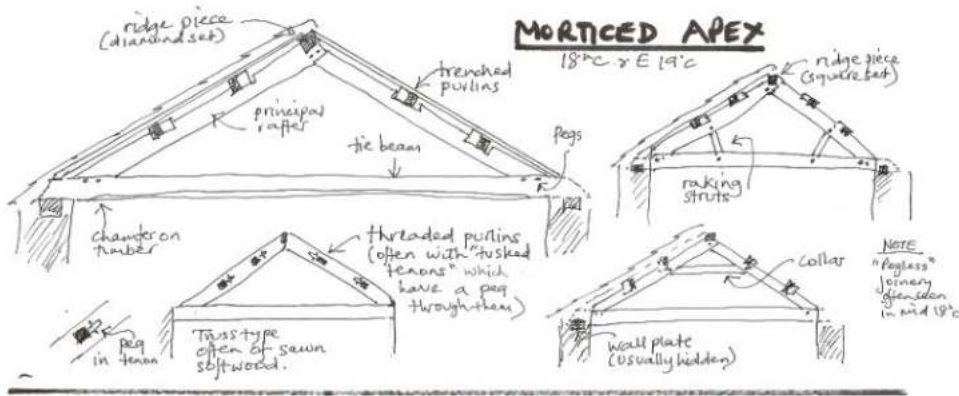 MORTICED APEX
18thc. & E 19thc
ridge piece
(diamond set)
trenched
purlins
principal
rafter
tie beam
pegs
chamfer on
timber
ridge piece
(square set)
raking
struts
threaded purlins
(often with "tusked
tenons" which
have a peg
through them)
peg
in tenon
Truss type
often of sawn
softwood.
collar
wall plate
(usually hidden)
NOTE
"Pegless"
joinery
often seen
in mid 18thc